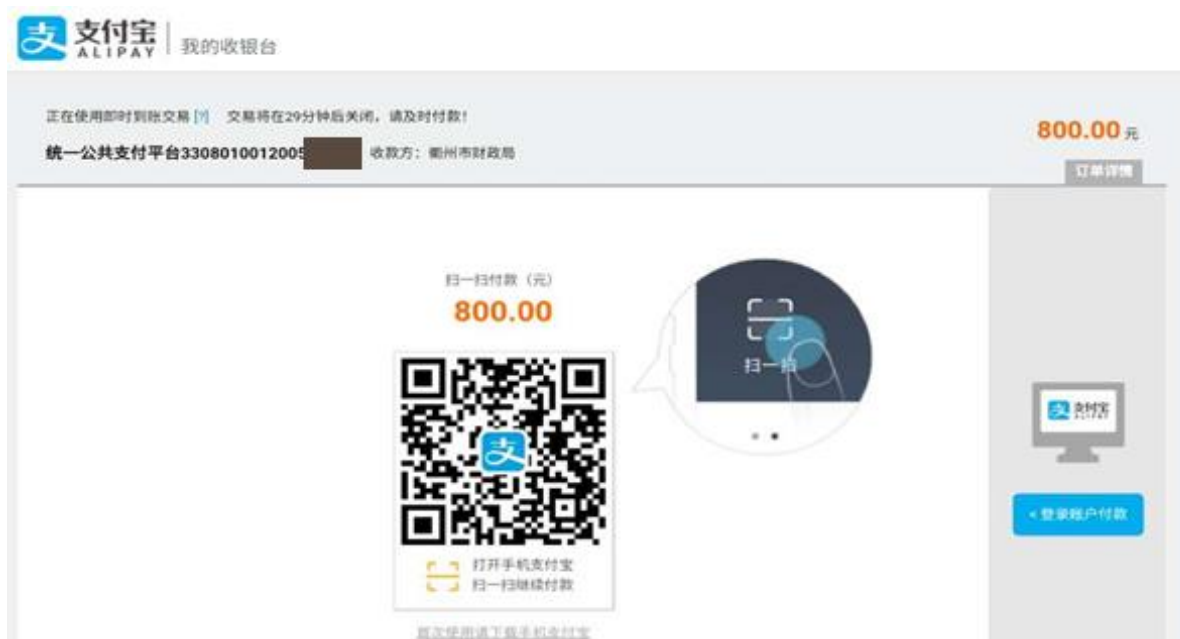 支付宝
ALIPAY
我的收银台
正在使用即时到账交易 [?] 交易将在29分钟后关闭，请及时付款！
800.00 元
统一公共支付平台3308010012005 收款方：衢州市财政局
订单详情
扫一扫付款（元）
800.00
扫一扫
支
支付宝
ALIPAY
<登录账户付款
打开手机支付宝
扫一扫继续付款
首次使用请下载手机支付宝